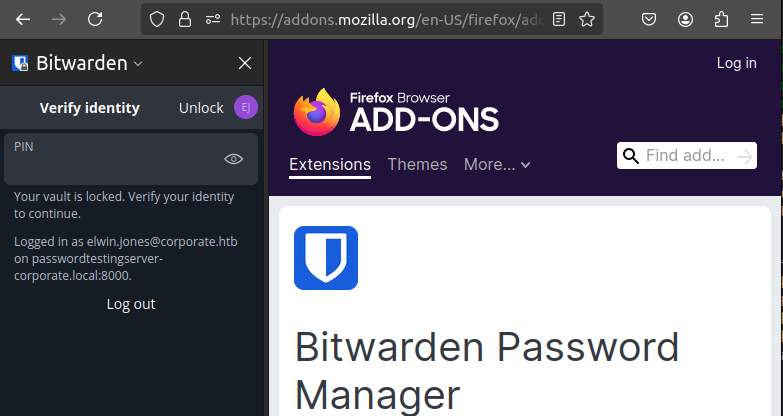 https://addons.mozilla.org/en-US/firefox/add
Bitwarden
Verify identity
Unlock
EJ
PIN
Your vault is locked. Verify your identity
to continue.
Logged in as elwin.jones@corporate.htb
on passwordtestingserver-
corporate.local:8000.
Log out
Log in
Firefox Browser
ADD-ONS
Extensions
Themes
More...
Find add...
Bitwarden Password
Manager